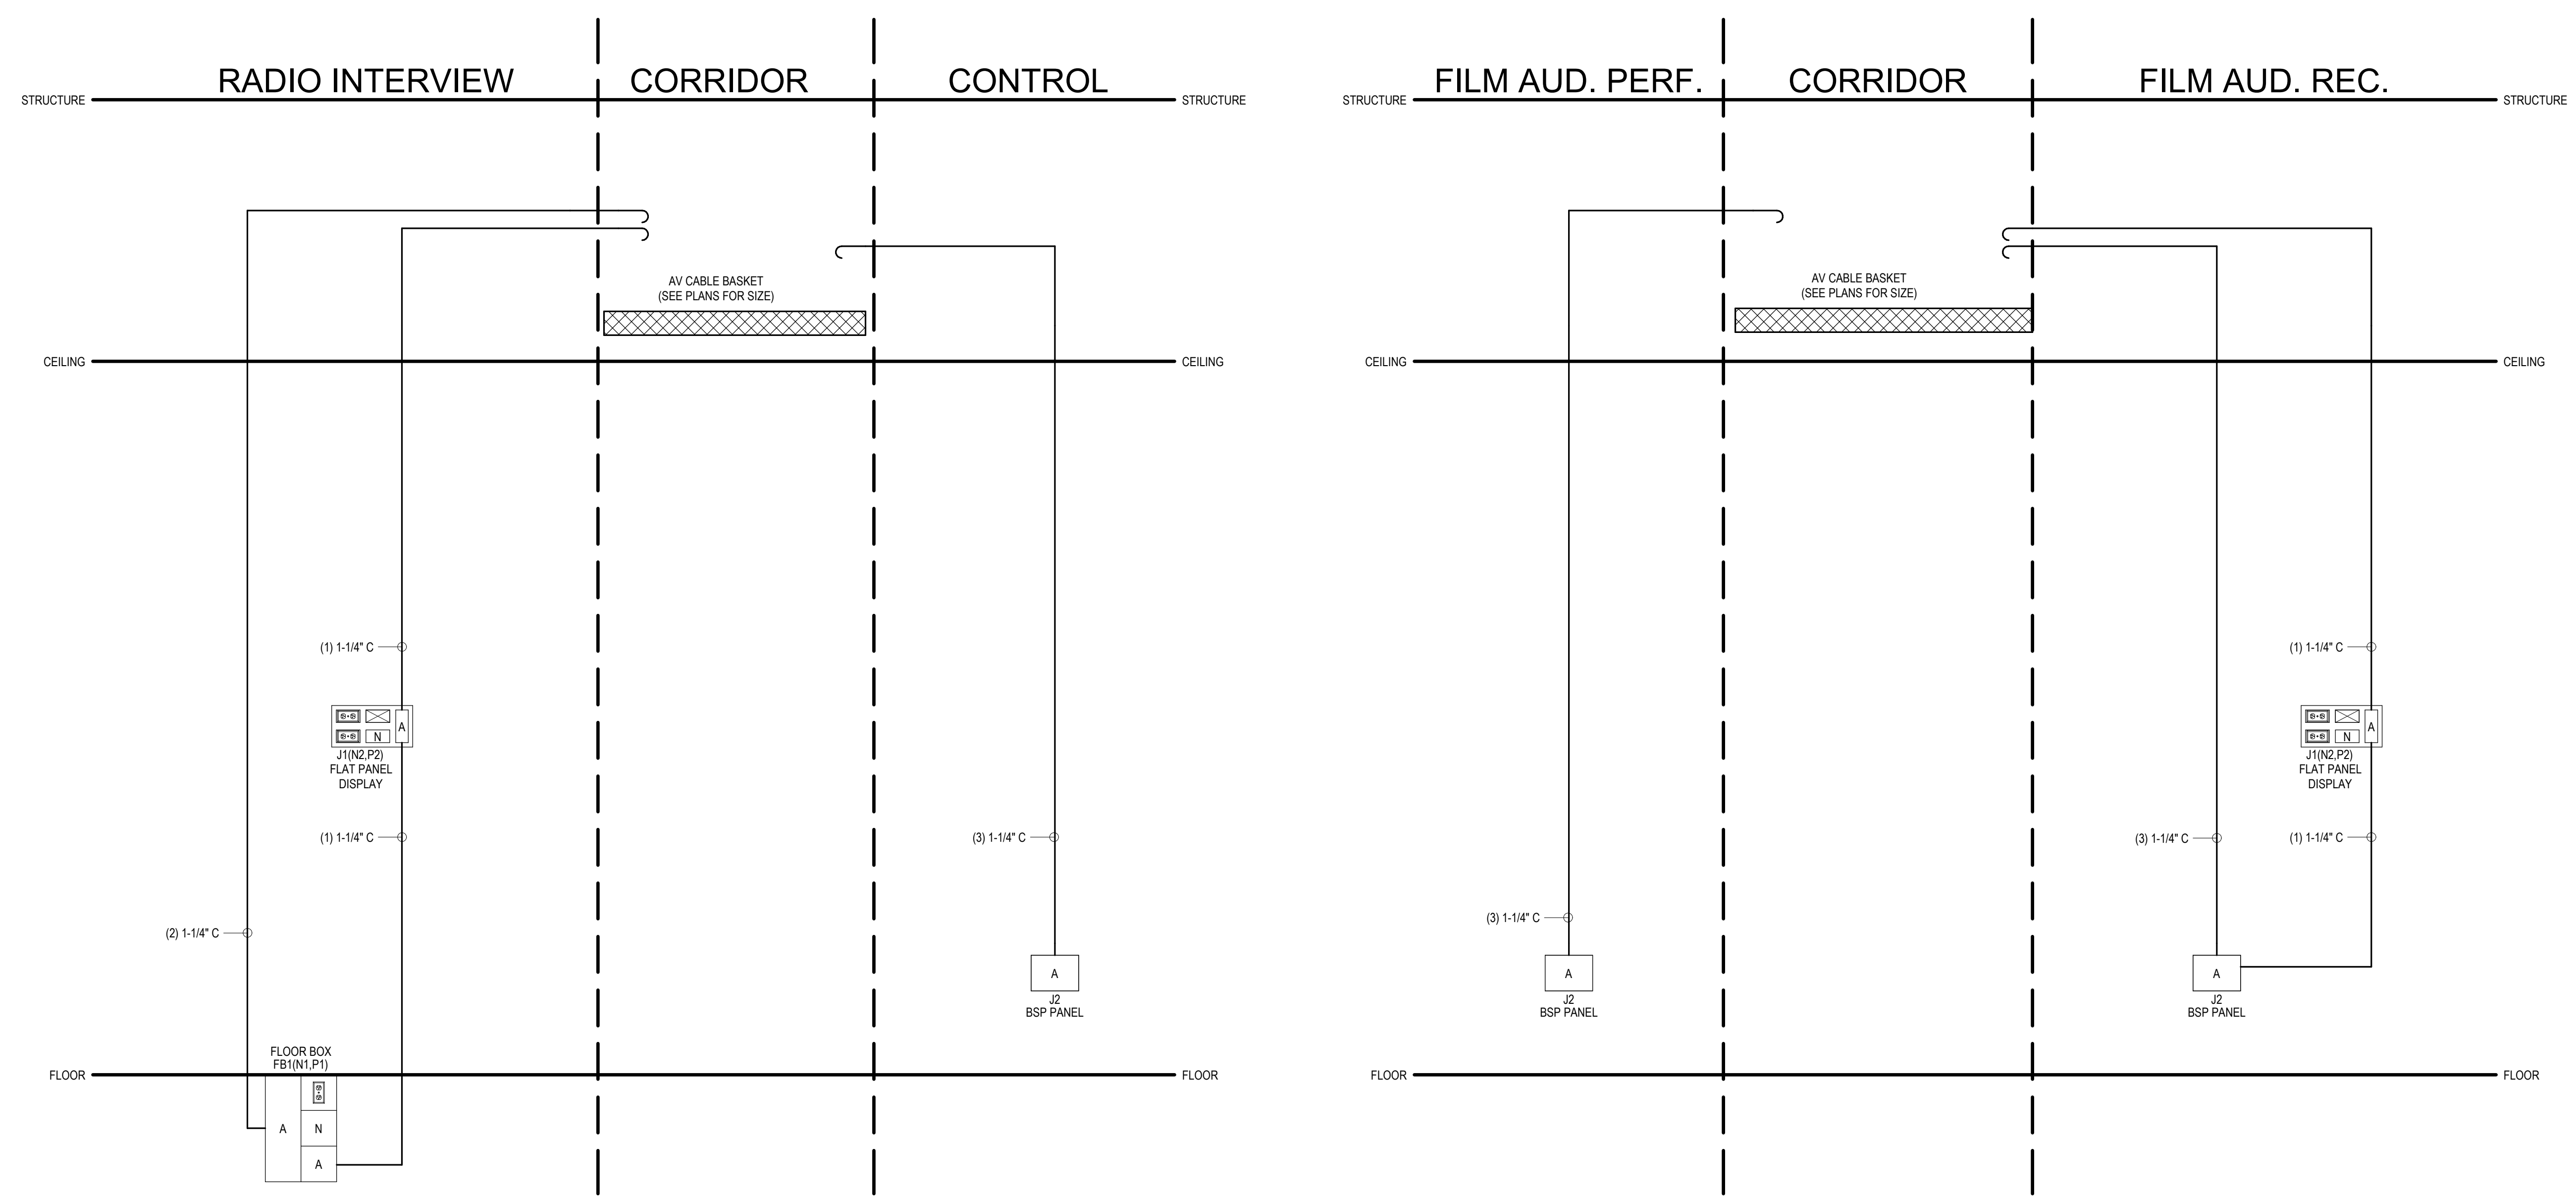 RADIO INTERVIEW
CORRIDOR
CONTROL
STRUCTURE
STRUCTURE
AV CABLE BASKET
(SEE PLANS FOR SIZE)
CEILING
CEILING
(1) 1-1/4" C
A
N
J1(N2,P2)
FLAT PANEL
DISPLAY
(1) 1-1/4" C
(3) 1-1/4" C
(2) 1-1/4" C
A
J2
BSP PANEL
FLOOR BOX
FB1(N1,P1)
FLOOR
FLOOR
A
N
A
FILM AUD. PERF.
CORRIDOR
FILM AUD. REC.
STRUCTURE
STRUCTURE
AV CABLE BASKET
(SEE PLANS FOR SIZE)
CEILING
CEILING
(1) 1-1/4" C
A
N
J1(N2,P2)
FLAT PANEL
DISPLAY
(3) 1-1/4" C
(1) 1-1/4" C
(3) 1-1/4" C
A
J2
BSP PANEL
A
J2
BSP PANEL
FLOOR
FLOOR